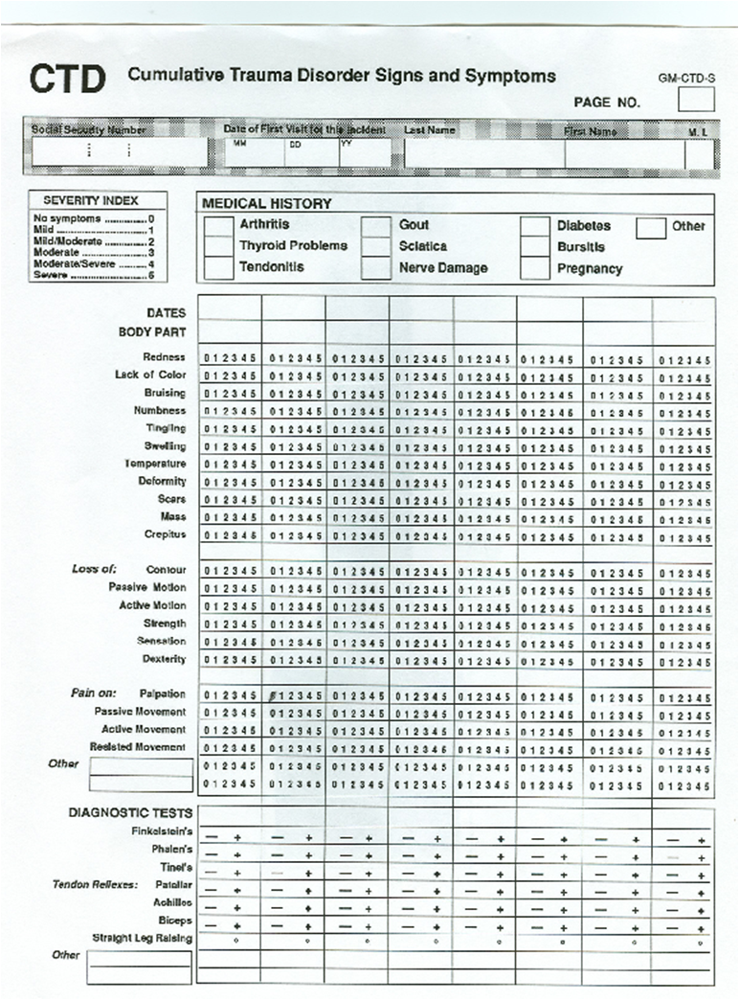 CTD Cumulative Trauma Disorder Signs and Symptoms
GM-CTD-S
PAGE NO.
Social Security Number Date of First Visit for this Incident Last Name First Name M. I.
MM DD YY
SEVERITY INDEX
No symptoms ............... 0
Mild ............................... 1
Mild/Moderate ............ 2
Moderate ...................... 3
Moderate/Severe ......... 4
Severe .......................... 5
MEDICAL HISTORY
Arthritis Gout Diabetes Other
Thyroid Problems Sciatica Bursitis
Tendonitis Nerve Damage Pregnancy
DATES
BODY PART
Redness 0 1 2 3 4 5 0 1 2 3 4 5 0 1 2 3 4 5 0 1 2 3 4 5 0 1 2 3 4 5 0 1 2 3 4 5 0 1 2 3 4 5 0 1 2 3 4 5
Lack of Color 0 1 2 3 4 5 0 1 2 3 4 5 0 1 2 3 4 5 0 1 2 3 4 5 0 1 2 3 4 5 0 1 2 3 4 5 0 1 2 3 4 5 0 1 2 3 4 5
Bruising 0 1 2 3 4 5 0 1 2 3 4 5 0 1 2 3 4 5 0 1 2 3 4 5 0 1 2 3 4 5 0 1 2 3 4 5 0 1 2 3 4 5 0 1 2 3 4 5
Numbness 0 1 2 3 4 5 0 1 2 3 4 5 0 1 2 3 4 5 0 1 2 3 4 5 0 1 2 3 4 5 0 1 2 3 4 5 0 1 2 3 4 5 0 1 2 3 4 5
Tingling 0 1 2 3 4 5 0 1 2 3 4 5 0 1 2 3 4 5 0 1 2 3 4 5 0 1 2 3 4 5 0 1 2 3 4 5 0 1 2 3 4 5 0 1 2 3 4 5
Swelling 0 1 2 3 4 5 0 1 2 3 4 5 0 1 2 3 4 5 0 1 2 3 4 5 0 1 2 3 4 5 0 1 2 3 4 5 0 1 2 3 4 5 0 1 2 3 4 5
Temperature 0 1 2 3 4 5 0 1 2 3 4 5 0 1 2 3 4 5 0 1 2 3 4 5 0 1 2 3 4 5 0 1 2 3 4 5 0 1 2 3 4 5 0 1 2 3 4 5
Deformity 0 1 2 3 4 5 0 1 2 3 4 5 0 1 2 3 4 5 0 1 2 3 4 5 0 1 2 3 4 5 0 1 2 3 4 5 0 1 2 3 4 5 0 1 2 3 4 5
Scars 0 1 2 3 4 5 0 1 2 3 4 5 0 1 2 3 4 5 0 1 2 3 4 5 0 1 2 3 4 5 0 1 2 3 4 5 0 1 2 3 4 5 0 1 2 3 4 5
Mass 0 1 2 3 4 5 0 1 2 3 4 5 0 1 2 3 4 5 0 1 2 3 4 5 0 1 2 3 4 5 0 1 2 3 4 5 0 1 2 3 4 5 0 1 2 3 4 5
Crepitus 0 1 2 3 4 5 0 1 2 3 4 5 0 1 2 3 4 5 0 1 2 3 4 5 0 1 2 3 4 5 0 1 2 3 4 5 0 1 2 3 4 5 0 1 2 3 4 5
Loss of: Contour 0 1 2 3 4 5 0 1 2 3 4 5 0 1 2 3 4 5 0 1 2 3 4 5 0 1 2 3 4 5 0 1 2 3 4 5 0 1 2 3 4 5 0 1 2 3 4 5
Passive Motion 0 1 2 3 4 5 0 1 2 3 4 5 0 1 2 3 4 5 0 1 2 3 4 5 0 1 2 3 4 5 0 1 2 3 4 5 0 1 2 3 4 5 0 1 2 3 4 5
Active Motion 0 1 2 3 4 5 0 1 2 3 4 5 0 1 2 3 4 5 0 1 2 3 4 5 0 1 2 3 4 5 0 1 2 3 4 5 0 1 2 3 4 5 0 1 2 3 4 5
Strength 0 1 2 3 4 5 0 1 2 3 4 5 0 1 2 3 4 5 0 1 2 3 4 5 0 1 2 3 4 5 0 1 2 3 4 5 0 1 2 3 4 5 0 1 2 3 4 5
Sensation 0 1 2 3 4 5 0 1 2 3 4 5 0 1 2 3 4 5 0 1 2 3 4 5 0 1 2 3 4 5 0 1 2 3 4 5 0 1 2 3 4 5 0 1 2 3 4 5
Dexterity 0 1 2 3 4 5 0 1 2 3 4 5 0 1 2 3 4 5 0 1 2 3 4 5 0 1 2 3 4 5 0 1 2 3 4 5 0 1 2 3 4 5 0 1 2 3 4 5
Pain on: Palpation 0 1 2 3 4 5 0 1 2 3 4 5 0 1 2 3 4 5 0 1 2 3 4 5 0 1 2 3 4 5 0 1 2 3 4 5 0 1 2 3 4 5 0 1 2 3 4 5
Passive Movement 0 1 2 3 4 5 0 1 2 3 4 5 0 1 2 3 4 5 0 1 2 3 4 5 0 1 2 3 4 5 0 1 2 3 4 5 0 1 2 3 4 5 0 1 2 3 4 5
Active Movement 0 1 2 3 4 5 0 1 2 3 4 5 0 1 2 3 4 5 0 1 2 3 4 5 0 1 2 3 4 5 0 1 2 3 4 5 0 1 2 3 4 5 0 1 2 3 4 5
Resisted Movement 0 1 2 3 4 5 0 1 2 3 4 5 0 1 2 3 4 5 0 1 2 3 4 5 0 1 2 3 4 5 0 1 2 3 4 5 0 1 2 3 4 5 0 1 2 3 4 5
Other 0 1 2 3 4 5 0 1 2 3 4 5 0 1 2 3 4 5 0 1 2 3 4 5 0 1 2 3 4 5 0 1 2 3 4 5 0 1 2 3 4 5 0 1 2 3 4 5
0 1 2 3 4 5 0 1 2 3 4 5 0 1 2 3 4 5 0 1 2 3 4 5 0 1 2 3 4 5 0 1 2 3 4 5 0 1 2 3 4 5 0 1 2 3 4 5
DIAGNOSTIC TESTS
Finkelstein's — + — + — + — + — + — + — + — +
Phalen's — + — + — + — + — + — + — + — +
Tinel's — + — + — + — + — + — + — + — +
Tendon Reflexes: Patellar — + — + — + — + — + — + — + — +
Achilles — + — + — + — + — + — + — + — +
Biceps — + — + — + — + — + — + — + — +
Straight Leg Raising ° ° ° ° ° ° ° °
Other